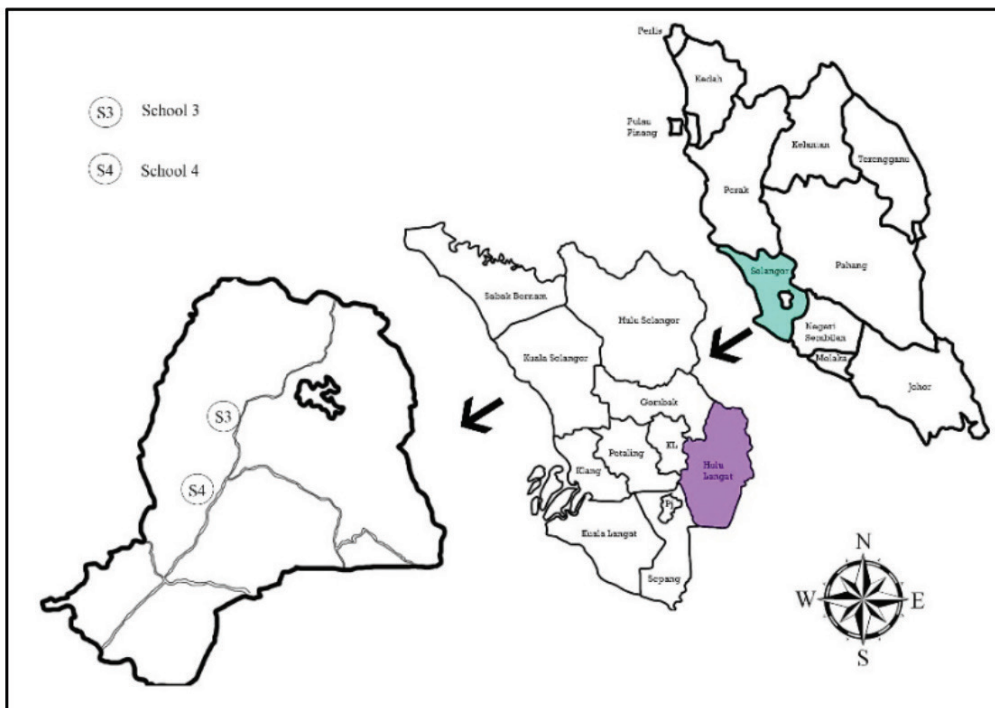 S3 School 3
S4 School 4
Perlis
Kedah
Pulau
Pinang
Perak
Kelantan
Terengganu
Pahang
Selangor
Negeri
Sembilan
Melaka
Johor
Sabak Bernam
Hulu Selangor
Kuala Selangor
Gombak
Klang
Petaling
KL
Hulu
Langat
Pj
Kuala Langat
Sepang
S3
S4
N
W
E
S